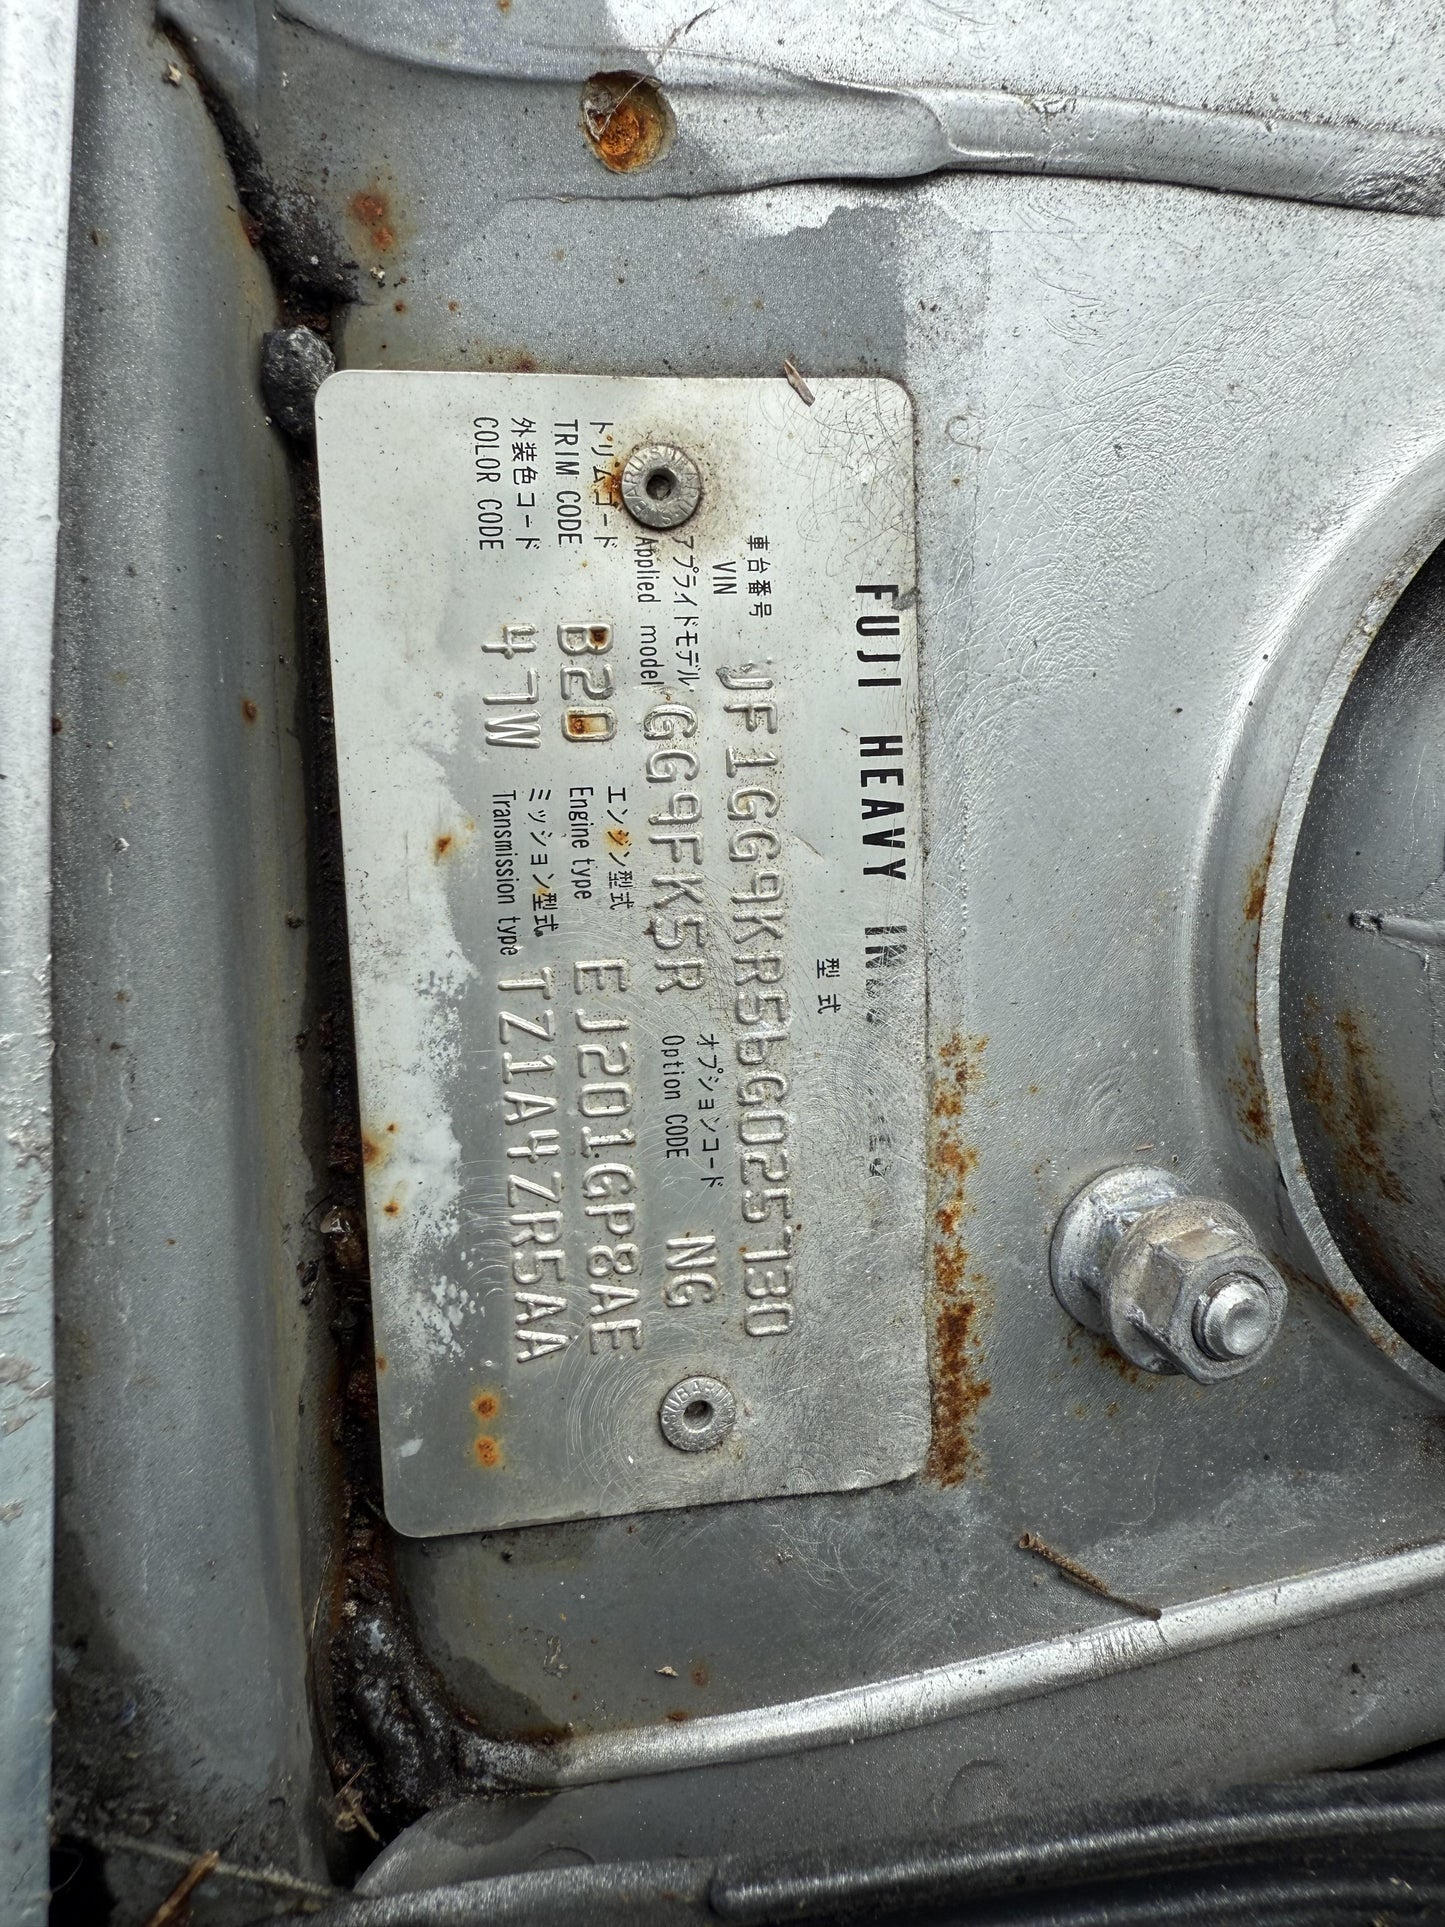 FUJI HEAVY
型式
車台番号
VIN JF1GG9KR56G025730
アプライドモデル オプションコード
Applied model GG9FK5R Option CODE NG
トリムコード エンジン型式
TRIM CODE B20 Engine type EJ201GP8AE
外装色コード ミッション型式
COLOR CODE 47W Transmission type TZ1A4ZR5AA